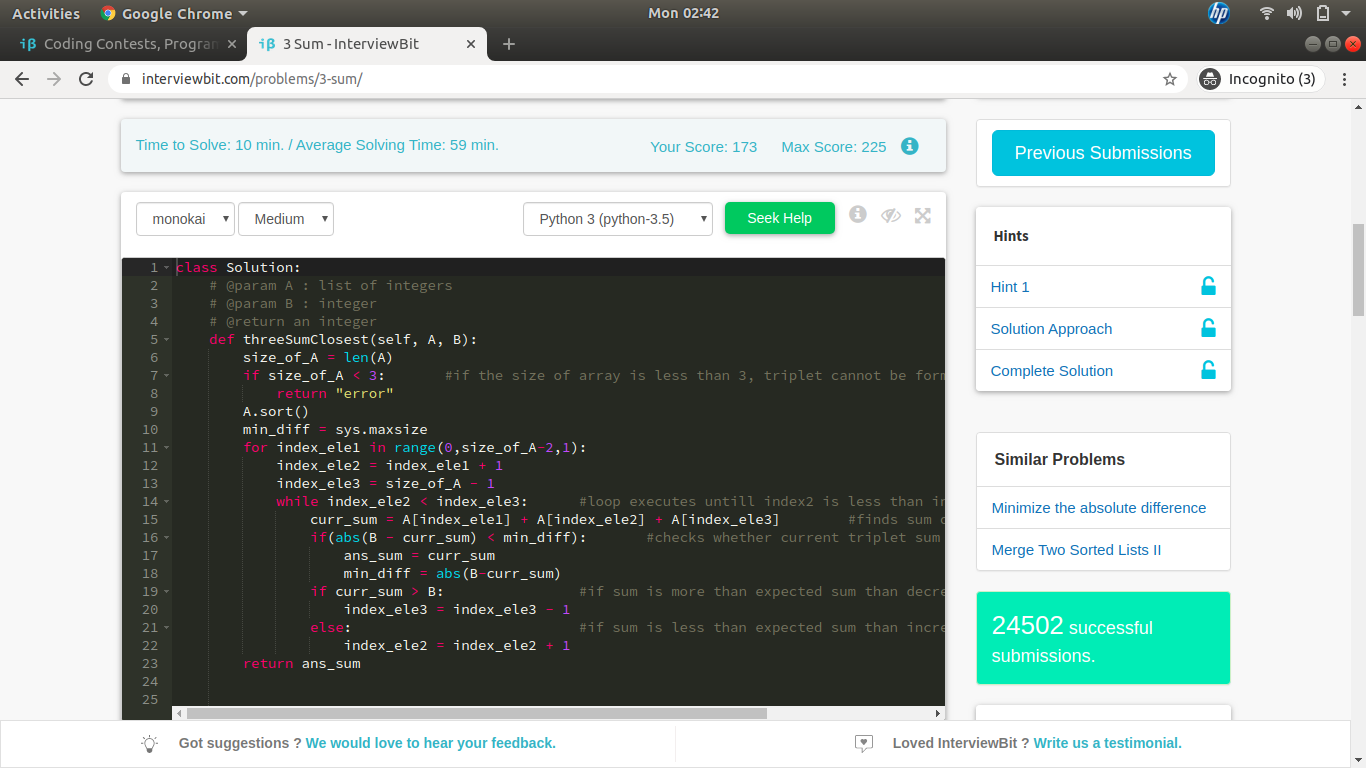 Activities Google Chrome Mon 02:42
Coding Contests, Program 3 Sum - InterviewBit
interviewbit.com/problems/3-sum/ Incognito (3)
Time to Solve: 10 min. / Average Solving Time: 59 min. Your Score: 173 Max Score: 225
Previous Submissions
monokai Medium Python 3 (python-3.5) Seek Help
Hints
Hint 1
Solution Approach
Complete Solution
Similar Problems
Minimize the absolute difference
Merge Two Sorted Lists II
24502 successful
submissions.
1 class Solution:
2 # @param A : list of integers
3 # @param B : integer
4 # @return an integer
5 def threeSumClosest(self, A, B):
6 size_of_A = len(A)
7 if size_of_A < 3: #if the size of array is less than 3, triplet cannot be form
8 return "error"
9 A.sort()
10 min_diff = sys.maxsize
11 for index_ele1 in range(0,size_of_A-2,1):
12 index_ele2 = index_ele1 + 1
13 index_ele3 = size_of_A - 1
14 while index_ele2 < index_ele3: #loop executes untill index2 is less than in
15 curr_sum = A[index_ele1] + A[index_ele2] + A[index_ele3] #finds sum o
16 if(abs(B - curr_sum) < min_diff): #checks whether current triplet sum
17 ans_sum = curr_sum
18 min_diff = abs(B-curr_sum)
19 if curr_sum > B: #if sum is more than expected sum than decre
20 index_ele3 = index_ele3 - 1
21 else: #if sum is less than expected sum than incre
22 index_ele2 = index_ele2 + 1
23 return ans_sum
24
25
Got suggestions ? We would love to hear your feedback. Loved InterviewBit ? Write us a testimonial.